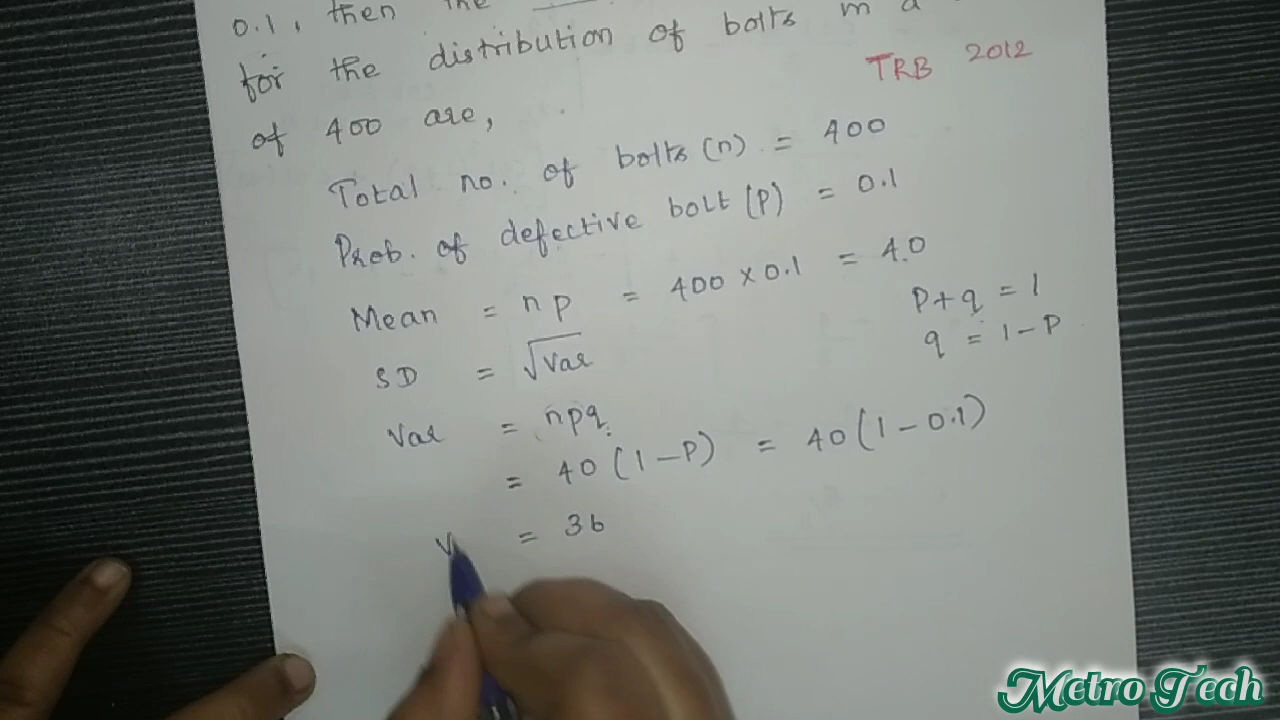 0.1, then the
for the distribution of bolts in a
TRB 2012
of 400 are,
Total no. of bolts (n) = 400
Prob. of defective bolt (p) = 0.1
Mean = np = 400 × 0.1 = 40
p+q = 1
SD = √Var
q = 1-p
Var = npq
= 40 (1-p) = 40 (1-0.1)
V = 36
Metro Tech